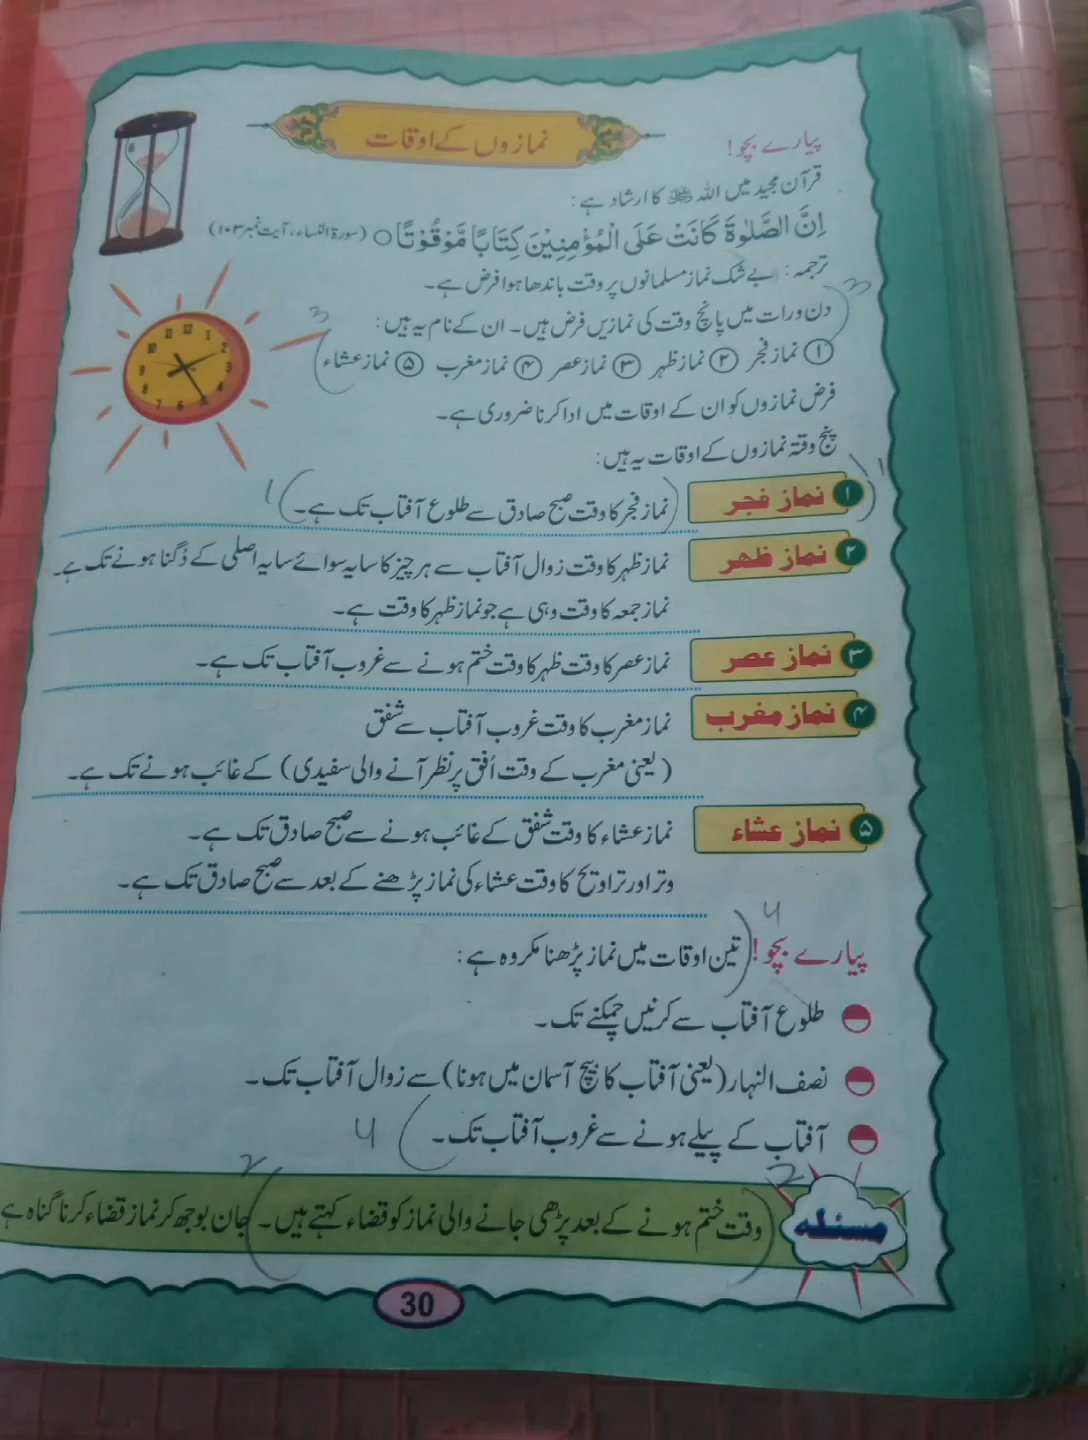 نمازوں کے اوقات
پیارے بچو!
قرآن مجید میں اللہ ﷻ کا ارشاد ہے:
اِنَّ الصَّلٰوةَ كَانَتْ عَلَى الْمُؤْمِنِيْنَ كِتَابًا مَّوْقُوْتًا ○ (سورۃ النساء، آیت نمبر ۱۰۳)
ترجمہ: بے شک نماز مسلمانوں پر وقت باندھا ہوا فرض ہے۔
دن و رات میں پانچ وقت کی نمازیں فرض ہیں۔ ان کے نام یہ ہیں:
① نماز فجر ② نماز ظہر ③ نماز عصر ④ نماز مغرب ⑤ نماز عشاء
فرض نمازوں کو ان کے اوقات میں ادا کرنا ضروری ہے۔
پنج وقتہ نمازوں کے اوقات یہ ہیں:
۱ نماز فجر نماز فجر کا وقت صبح صادق سے طلوع آفتاب تک ہے۔
۲ نماز ظہر نماز ظہر کا وقت زوال آفتاب سے ہر چیز کا سایہ سوائے سایہ اصلی کے دُگنا ہونے تک ہے۔
نماز جمعہ کا وقت وہی ہے جو نماز ظہر کا وقت ہے۔
۳ نماز عصر نماز عصر کا وقت ظہر کا وقت ختم ہونے سے غروب آفتاب تک ہے۔
۴ نماز مغرب نماز مغرب کا وقت غروب آفتاب سے شفق
(یعنی مغرب کے وقت اُفق پر نظر آنے والی سفیدی) کے غائب ہونے تک ہے۔
۵ نماز عشاء نماز عشاء کا وقت شفق کے غائب ہونے سے صبح صادق تک ہے۔
وتر اور تراویح کا وقت عشاء کی نماز پڑھنے کے بعد سے صبح صادق تک ہے۔
پیارے بچو! تین اوقات میں نماز پڑھنا مکروہ ہے:
طلوع آفتاب سے کرنیں چمکنے تک۔
نصف النہار (یعنی آفتاب کا بیچ آسمان میں ہونا) سے زوال آفتاب تک۔
آفتاب کے پیلے ہونے سے غروب آفتاب تک۔
مسئلہ وقت ختم ہونے کے بعد پڑھی جانے والی نماز کو قضاء کہتے ہیں۔ جان بوجھ کر نماز قضاء کرنا گناہ ہے
30